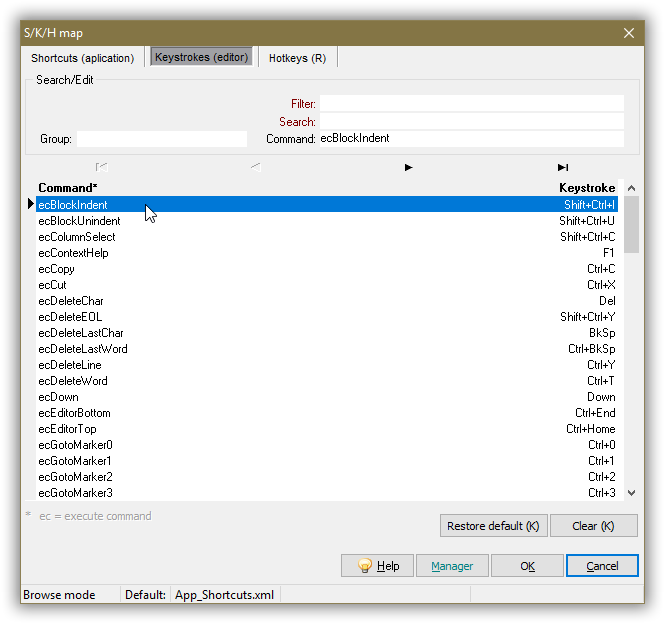 S/K/H map
Shortcuts (aplication) Keystrokes (editor) Hotkeys (R)
Search/Edit
Filter:
Search:
Group: Command: ecBlockIndent
Command* Keystroke
ecBlockIndent Shift+Ctrl+I
ecBlockUnindent Shift+Ctrl+U
ecColumnSelect Shift+Ctrl+C
ecContextHelp F1
ecCopy Ctrl+C
ecCut Ctrl+X
ecDeleteChar Del
ecDeleteEOL Shift+Ctrl+Y
ecDeleteLastChar BkSp
ecDeleteLastWord Ctrl+BkSp
ecDeleteLine Ctrl+Y
ecDeleteWord Ctrl+T
ecDown Down
ecEditorBottom Ctrl+End
ecEditorTop Ctrl+Home
ecGotoMarker0 Ctrl+0
ecGotoMarker1 Ctrl+1
ecGotoMarker2 Ctrl+2
ecGotoMarker3 Ctrl+3
* ec = execute command
Restore default (K) Clear (K)
Help Manager OK Cancel
Browse mode Default: App_Shortcuts.xml